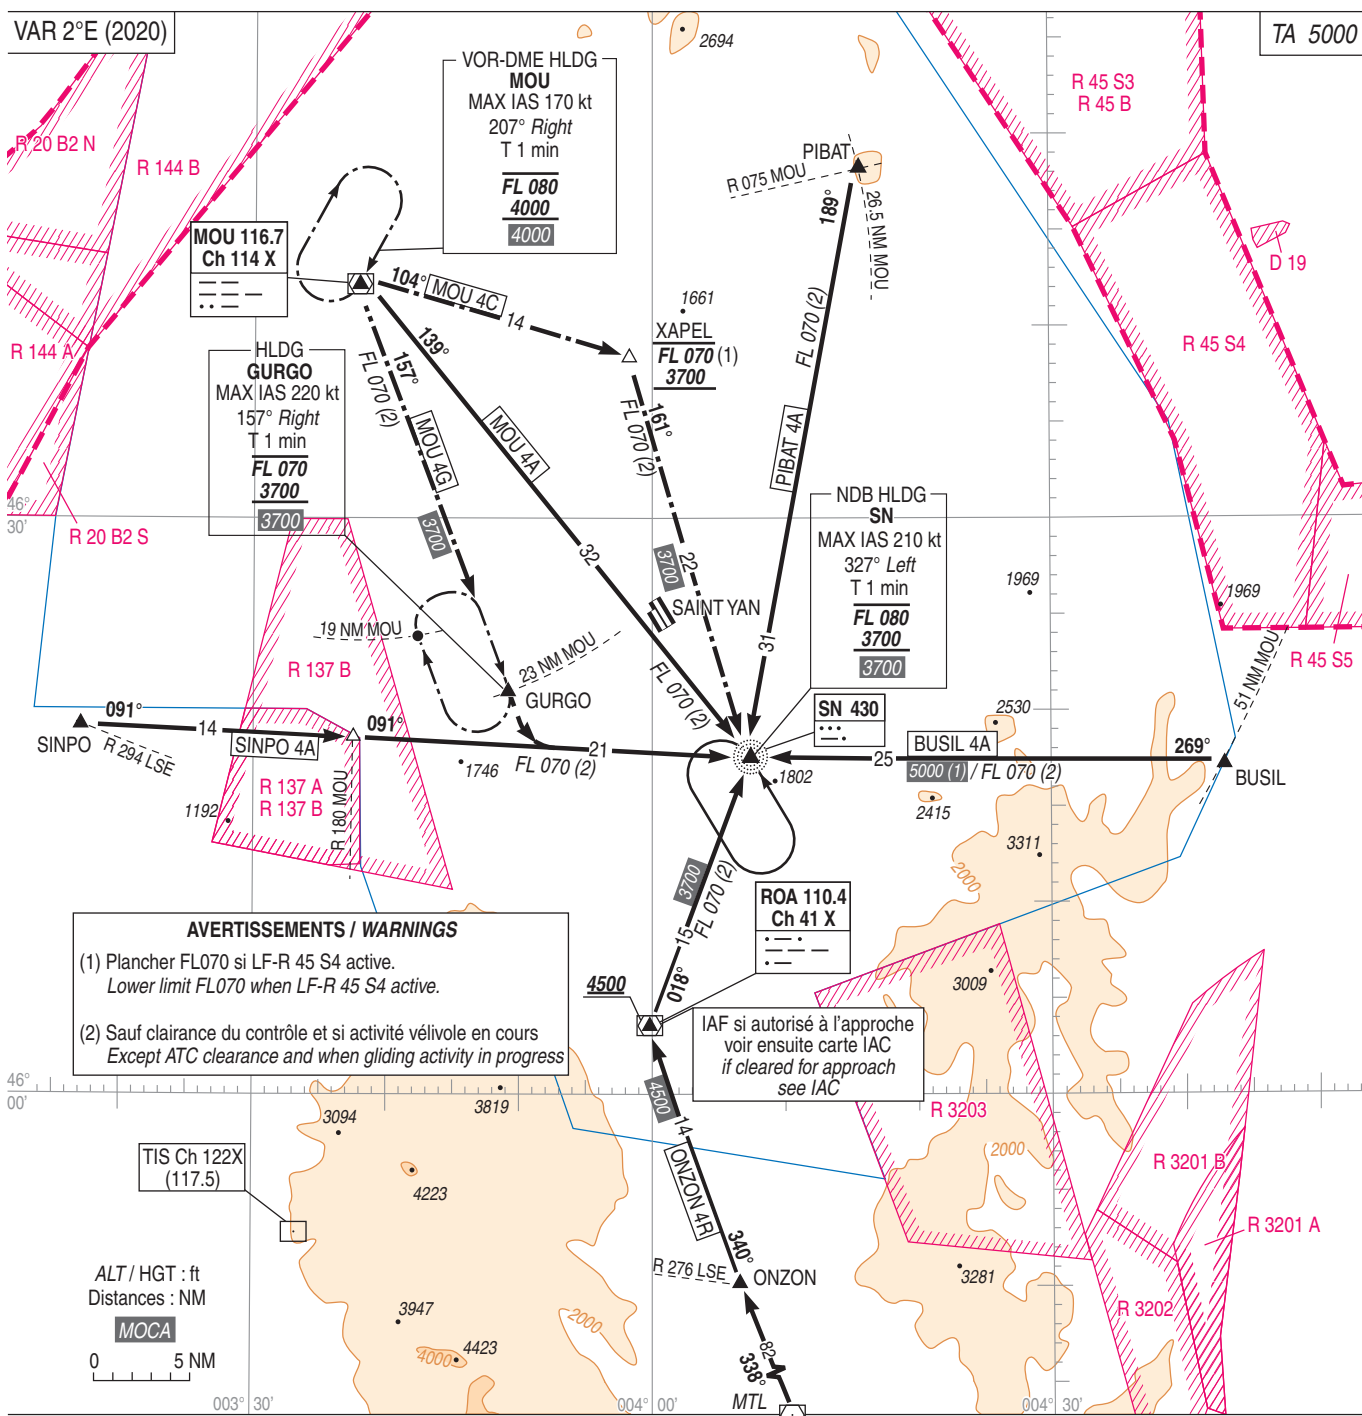 VAR 2°E (2020)
TA 5000
2694
VOR-DME HLDG
MOU
MAX IAS 170 kt
207° Right
T 1 min
FL 080
4000
4000
R 20 B2 N
R 144 B
R 45 S3
R 45 B
PIBAT
R 075 MOU
189°
26.5 NM MOU
MOU 116.7
Ch 114 X
D 19
104°
MOU 4C
14
1661
XAPEL
FL 070 (1)
3700
FL 070 (2)
R 144 A
R 45 S4
HLDG
GURGO
MAX IAS 220 kt
157° Right
T 1 min
FL 070
3700
3700
157°
FL 070 (2)
139°
161°
FL 070 (2)
MOU 4G
MOU 4A
PIBAT 4A
46°
30'
R 20 B2 S
3700
32
3700
22
NDB HLDG
SN
MAX IAS 210 kt
327° Left
T 1 min
FL 080
3700
3700
1969
1969
SAINT YAN
19 NM MOU
23 NM MOU
31
R 137 B
R 45 S5
51 NM MOU
GURGO
FL 070 (2)
SN 430
2530
091°
SINPO
14
SINPO 4A
R 294 LSE
091°
21
FL 070 (2)
25
BUSIL 4A
269°
5000 (1) / FL 070 (2)
BUSIL
1746
1802
R 137 A
R 137 B
R 180 MOU
1192
2415
3311
2000
3700
FL 070 (2)
15
018°
ROA 110.4
Ch 41 X
AVERTISSEMENTS / WARNINGS
(1) Plancher FL070 si LF-R 45 S4 active.
Lower limit FL070 when LF-R 45 S4 active.
(2) Sauf clairance du contrôle et si activité vélivole en cours
Except ATC clearance and when gliding activity in progress
4500
3009
IAF si autorisé à l'approche
voir ensuite carte IAC
if cleared for approach
see IAC
46°
00'
3819
3094
4500
14
R 3203
TIS Ch 122X
(117.5)
4223
ONZON 4R
2000
R 3201 B
R 3201 A
340°
R 276 LSE
ONZON
3281
ALT / HGT : ft
Distances : NM
MOCA
0 5 NM
3947
4423
4000
2000
R 3202
82
338°
MTL
003° 30'
004° 00'
004° 30'